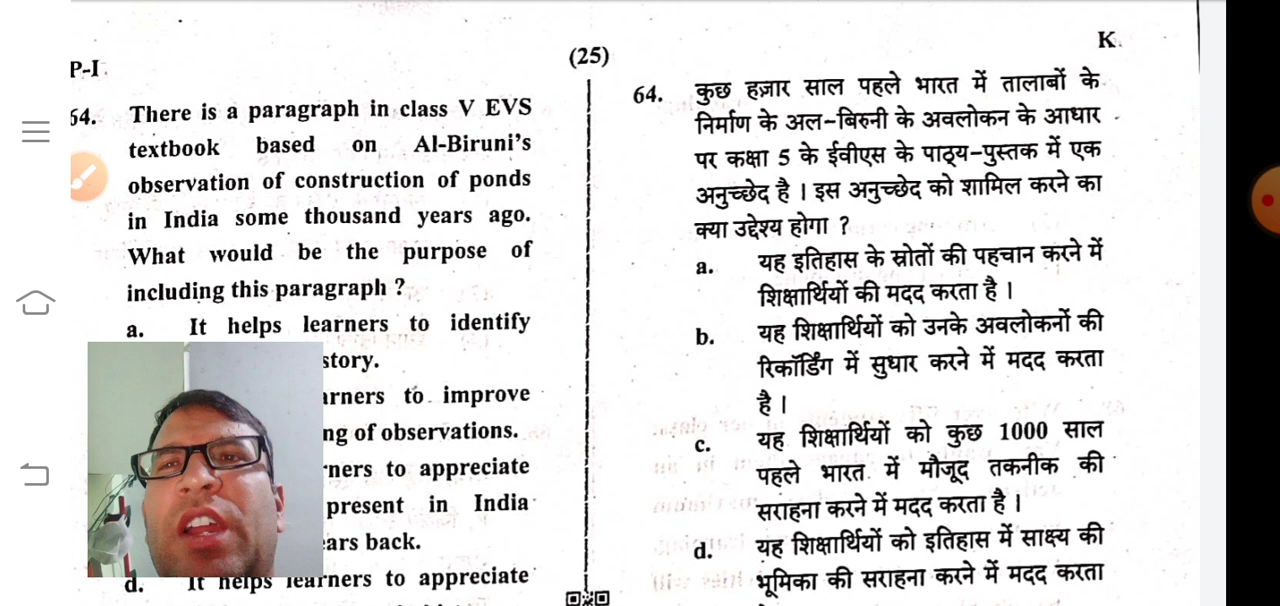 P-I
(25)
K
64. There is a paragraph in class V EVS
textbook based on Al-Biruni's
observation of construction of ponds
in India some thousand years ago.
What would be the purpose of
including this paragraph ?
a. It helps learners to identify
story.
arners to improve
ng of observations.
rners to appreciate
present in India
ears back.
d. It helps learners to appreciate
64. कुछ हज़ार साल पहले भारत में तालाबों के
निर्माण के अल-बिरुनी के अवलोकन के आधार
पर कक्षा 5 के ईवीएस के पाठ्य-पुस्तक में एक
अनुच्छेद है । इस अनुच्छेद को शामिल करने का
क्या उद्देश्य होगा ?
a. यह इतिहास के स्रोतों की पहचान करने में
शिक्षार्थियों की मदद करता है ।
b. यह शिक्षार्थियों को उनके अवलोकनों की
रिकॉर्डिंग में सुधार करने में मदद करता
है ।
c. यह शिक्षार्थियों को कुछ 1000 साल
पहले भारत में मौजूद तकनीक की
सराहना करने में मदद करता है ।
d. यह शिक्षार्थियों को इतिहास में साक्ष्य की
भूमिका की सराहना करने में मदद करता